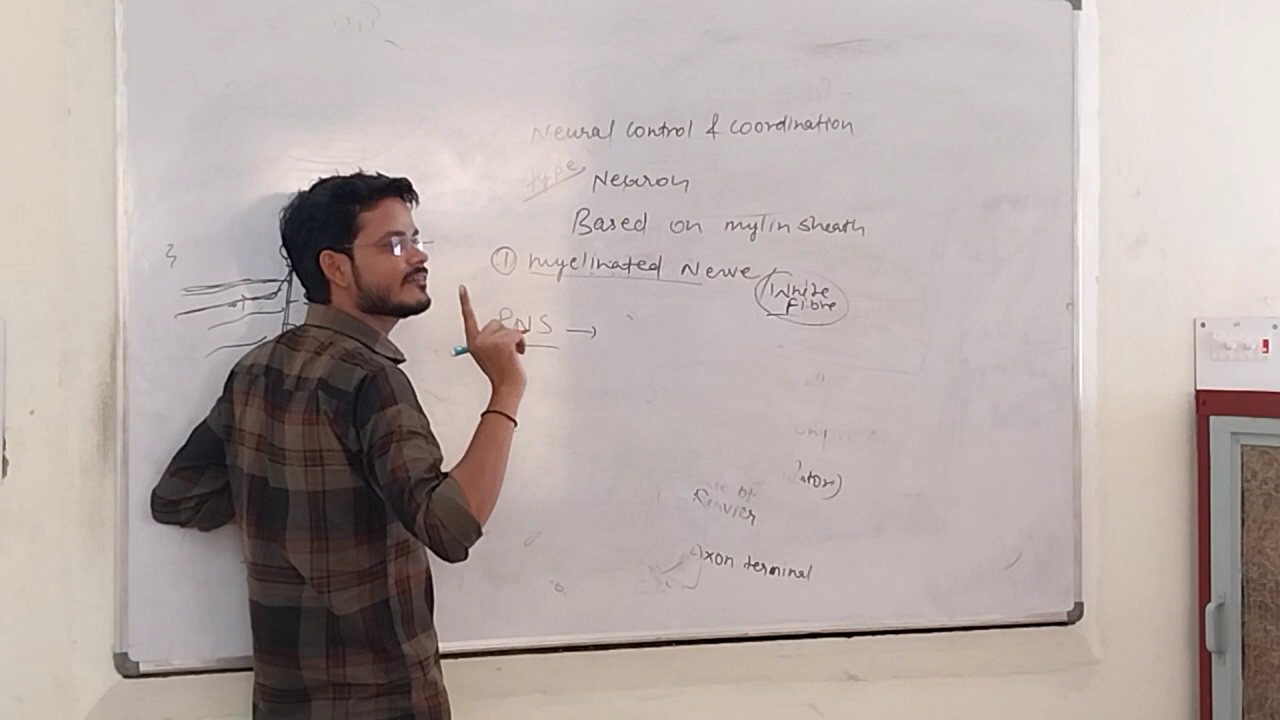 Neural control & coordination
type Neuron
Based on mylin sheath
① myelinated Nerve
White
Fibre
PNS →
of
Ranvier
Axon terminal